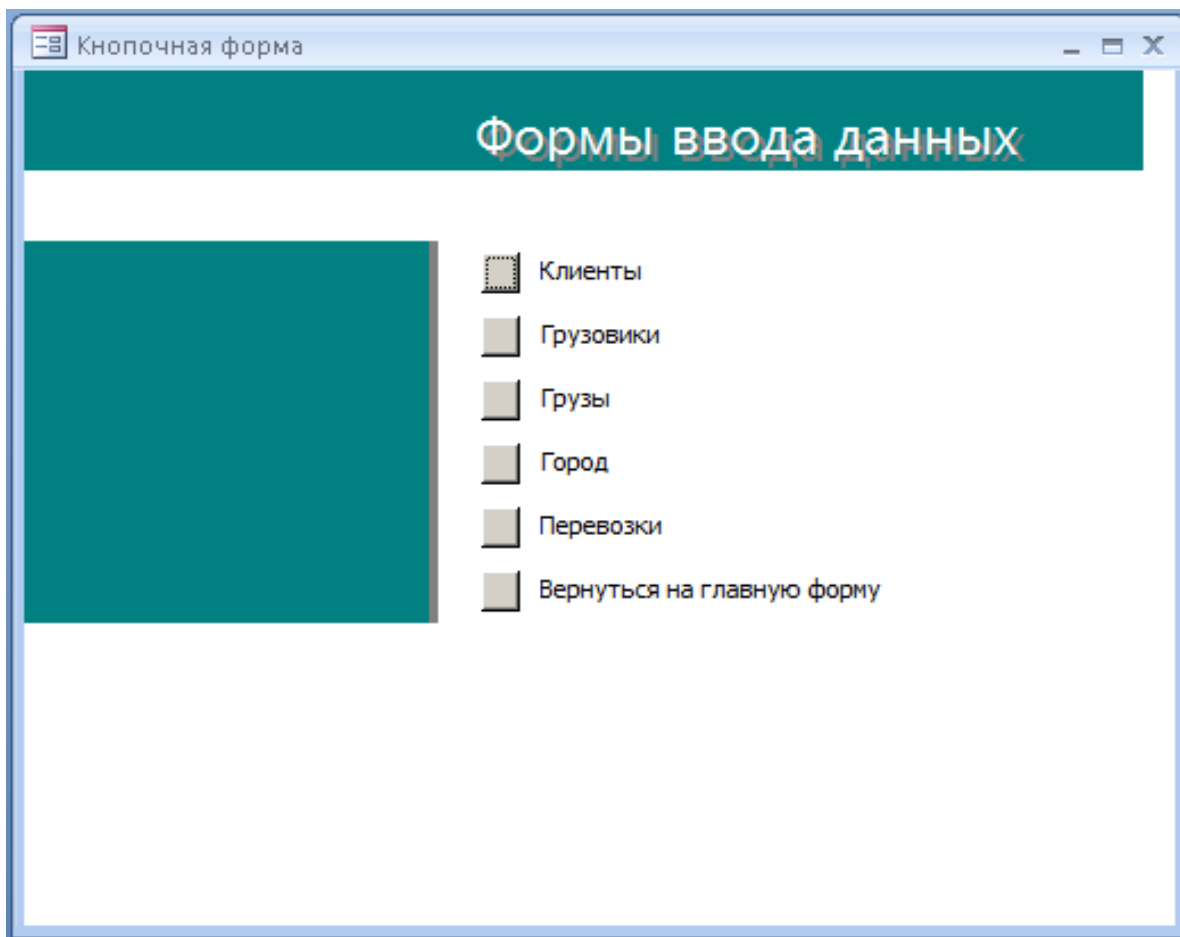 Кнопочная форма
Формы ввода данных
Клиенты
Грузовики
Грузы
Город
Перевозки
Вернуться на главную форму